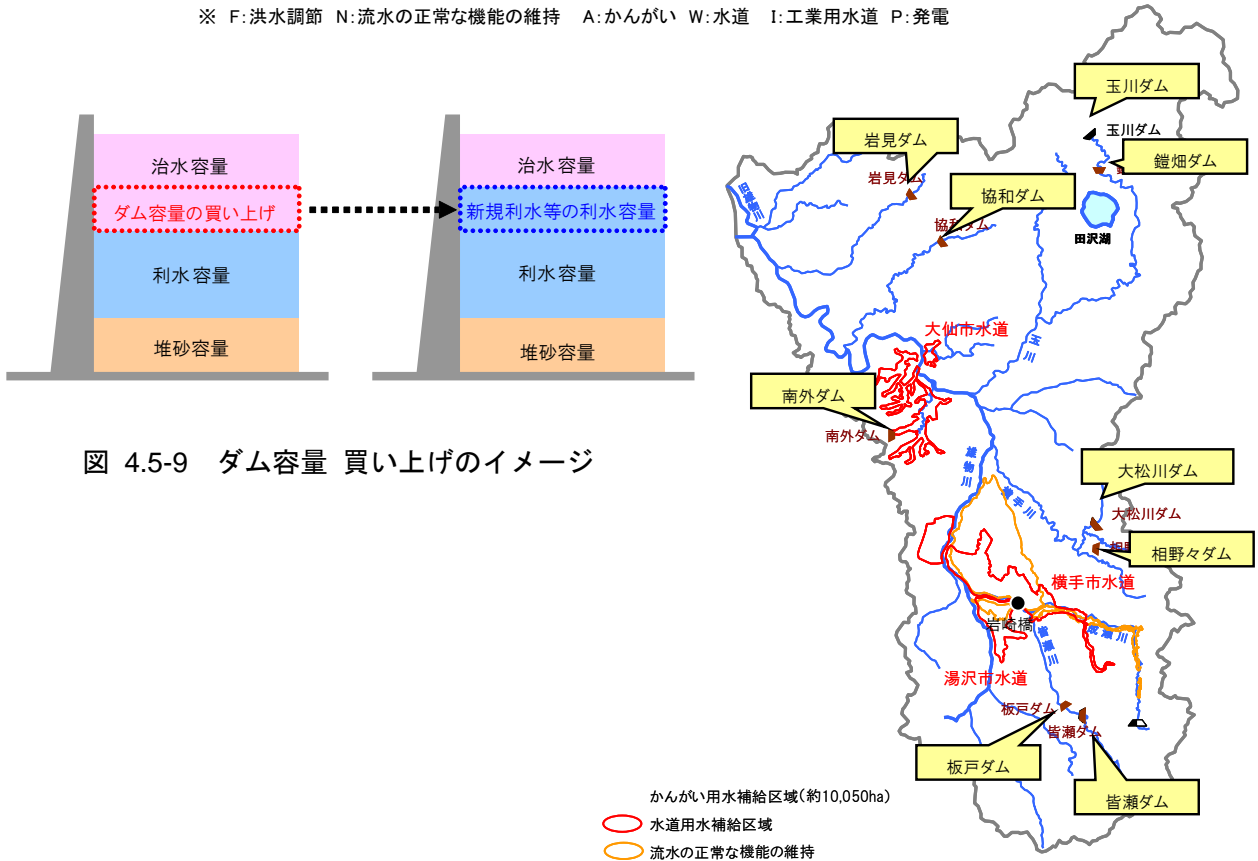 ※ F:洪水調節 N:流水の正常な機能の維持 A:かんがい W:水道 I:工業用水道 P:発電
治水容量
ダム容量の買い上げ
利水容量
堆砂容量
治水容量
新規利水等の利水容量
利水容量
堆砂容量
図 4.5-9 ダム容量 買い上げのイメージ
玉川ダム
玉川ダム
岩見ダム
岩見ダム
鎧畑ダム
協和ダム
協和ダム
田沢湖
大仙市水道
玉川
南外ダム
南外ダム
雄物川
横手川
大松川ダム
大松川ダム
相野々ダム
横手市水道
岩崎橋
成瀬川
皆瀬川
湯沢市水道
板戸ダム
皆瀬ダム
板戸ダム
皆瀬ダム
かんがい用水補給区域(約10,050ha)
水道用水補給区域
流水の正常な機能の維持